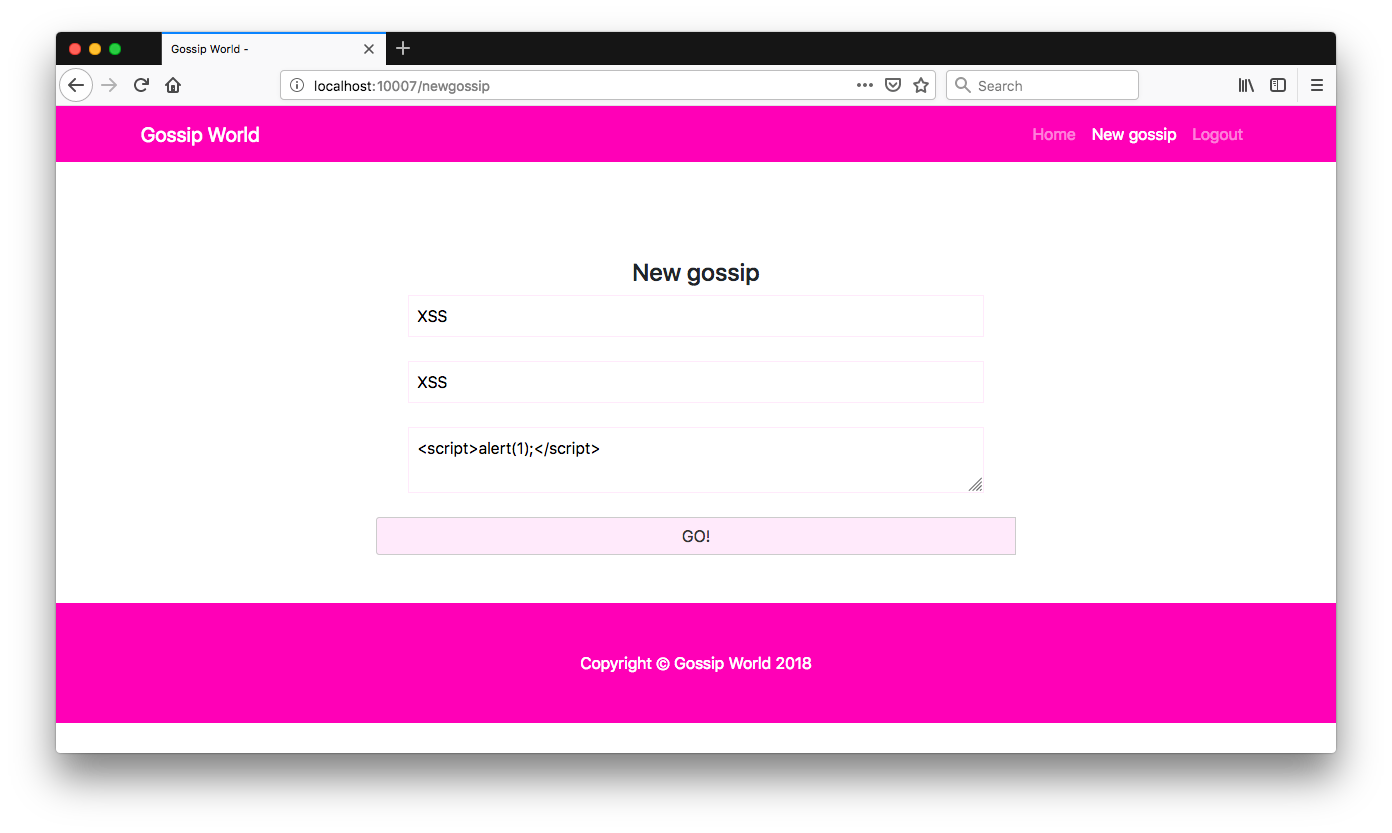 Gossip World -
localhost:10007/newgossip
Search
Gossip World
Home New gossip Logout
New gossip
XSS
XSS
<script>alert(1);</script>
GO!
Copyright © Gossip World 2018